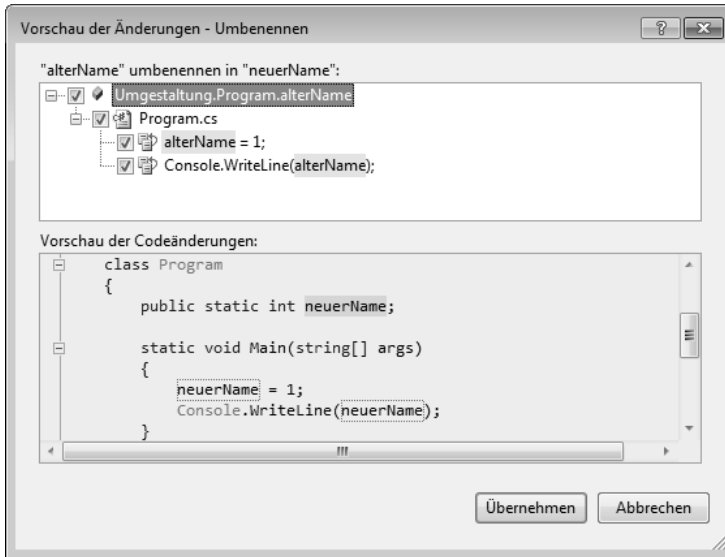 Vorschau der Änderungen - Umbenennen
"alterName" umbenennen in "neuerName":
Umgestaltung.Program.alterName
Program.cs
alterName = 1;
Console.WriteLine(alterName);
Vorschau der Codeänderungen:
class Program
{
public static int neuerName;
static void Main(string[] args)
{
neuerName = 1;
Console.WriteLine(neuerName);
}
Übernehmen Abbrechen